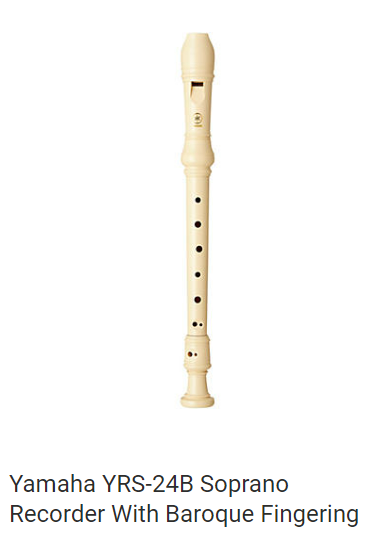 Yamaha YRS-24B Soprano
Recorder With Baroque Fingering